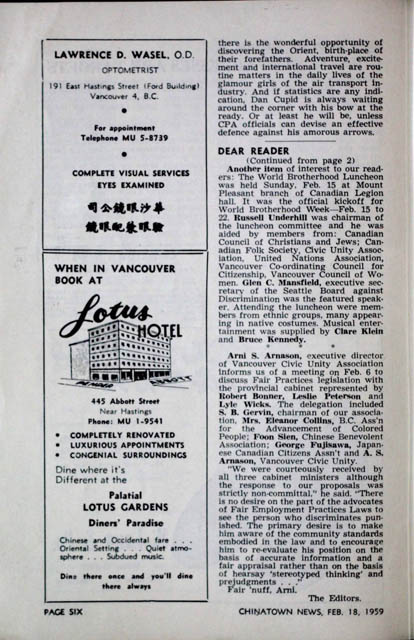 LAWRENCE D. WASEL, O.D.
OPTOMETRIST
191 East Hastings Street (Ford Building)
Vancouver 4, B.C.
•
For appointment
Telephone MU 5-8739
•
COMPLETE VISUAL SERVICES
EYES EXAMINED
司公鏡眼沙華
鏡眼配兼眼驗
WHEN IN VANCOUVER
BOOK AT
Lotus
HOTEL
445 Abbott Street
Near Hastings
Phone: MU 1-9541
• COMPLETELY RENOVATED
• LUXURIOUS APPOINTMENTS
• CONGENIAL SURROUNDINGS
Dine where it's
Different at the
Palatial
LOTUS GARDENS
Diners' Paradise
Chinese and Occidental fare . . .
Oriental Setting . . . Quiet atmo-
sphere . . . Subdued music.
Dine there once and you'll dine
there always
PAGE SIX
there is the wonderful opportunity of
discovering the Orient, birth-place of
their forefathers. Adventure, excite-
ment and international travel are rou-
tine matters in the daily lives of the
glamour girls of the air transport In-
dustry. And if statistics are any indi-
cation, Dan Cupid is always waiting
around the corner with his bow at the
ready. Or at least he will be, unless
CPA officials can devise an effective
defence against his amorous arrows.
DEAR READER
(Continued from page 2)
Another item of interest to our read-
ers: The World Brotherhood Luncheon
was held Sunday, Feb. 15 at Mount
Pleasant branch of Canadian Legion
hall. It was the official kickoff for
World Brotherhood Week—Feb. 15 to
22. Russell Underhill was chairman of
the luncheon committee and he was
aided by members from: Canadian
Council of Christians and Jews; Can-
adian Folk Society, Civic Unity Assoc-
iation, United Nations Association,
Vancouver Co-ordinating Council for
Citizenship, Vancouver Council of Wo-
men. Glen C. Mansfield, executive sec-
retary of the Seattle Board against
Discrimination was the featured speak-
er. Attending the luncheon were mem-
bers from ethnic groups, many appear-
ing in native costumes. Musical enter-
tainment was supplied by Clare Klein
and Bruce Kennedy.
* * *
Arni S. Arnason, executive director
of Vancouver Civic Unity Association
informs us of a meeting on Feb. 6 to
discuss Fair Practices legislation with
the provincial cabinet represented by
Robert Bonner, Leslie Peterson and
Lyle Wicks. The delegation included
S. B. Gervin, chairman of our associa-
tion, Mrs. Eleanor Collins, B.C. Ass'n
for the Advancement of Colored
People; Foon Sien, Chinese Benevolent
Association; George Fujisawa, Japan-
ese Canadian Citizens Assn't and A. S.
Arnason, Vancouver Civic Unity.
"We were courteously received by
all three cabinet ministers although
the response to our proposals was
strictly non-committal," he said. "There
is no desire on the part of the advocates
of Fair Employment Practices Laws to
see the person who discriminates pun-
ished. The primary desire is to make
him aware of the community standards
embodied in the law and to encourage
him to re-evaluate his position on the
basis of accurate information and a
fair appraisal rather than on the basis
of hearsay 'stereotyped thinking' and
prejudgments . . ."
Fair 'nuff, Arni.
The Editors.
CHINATOWN NEWS, FEB. 18, 1959